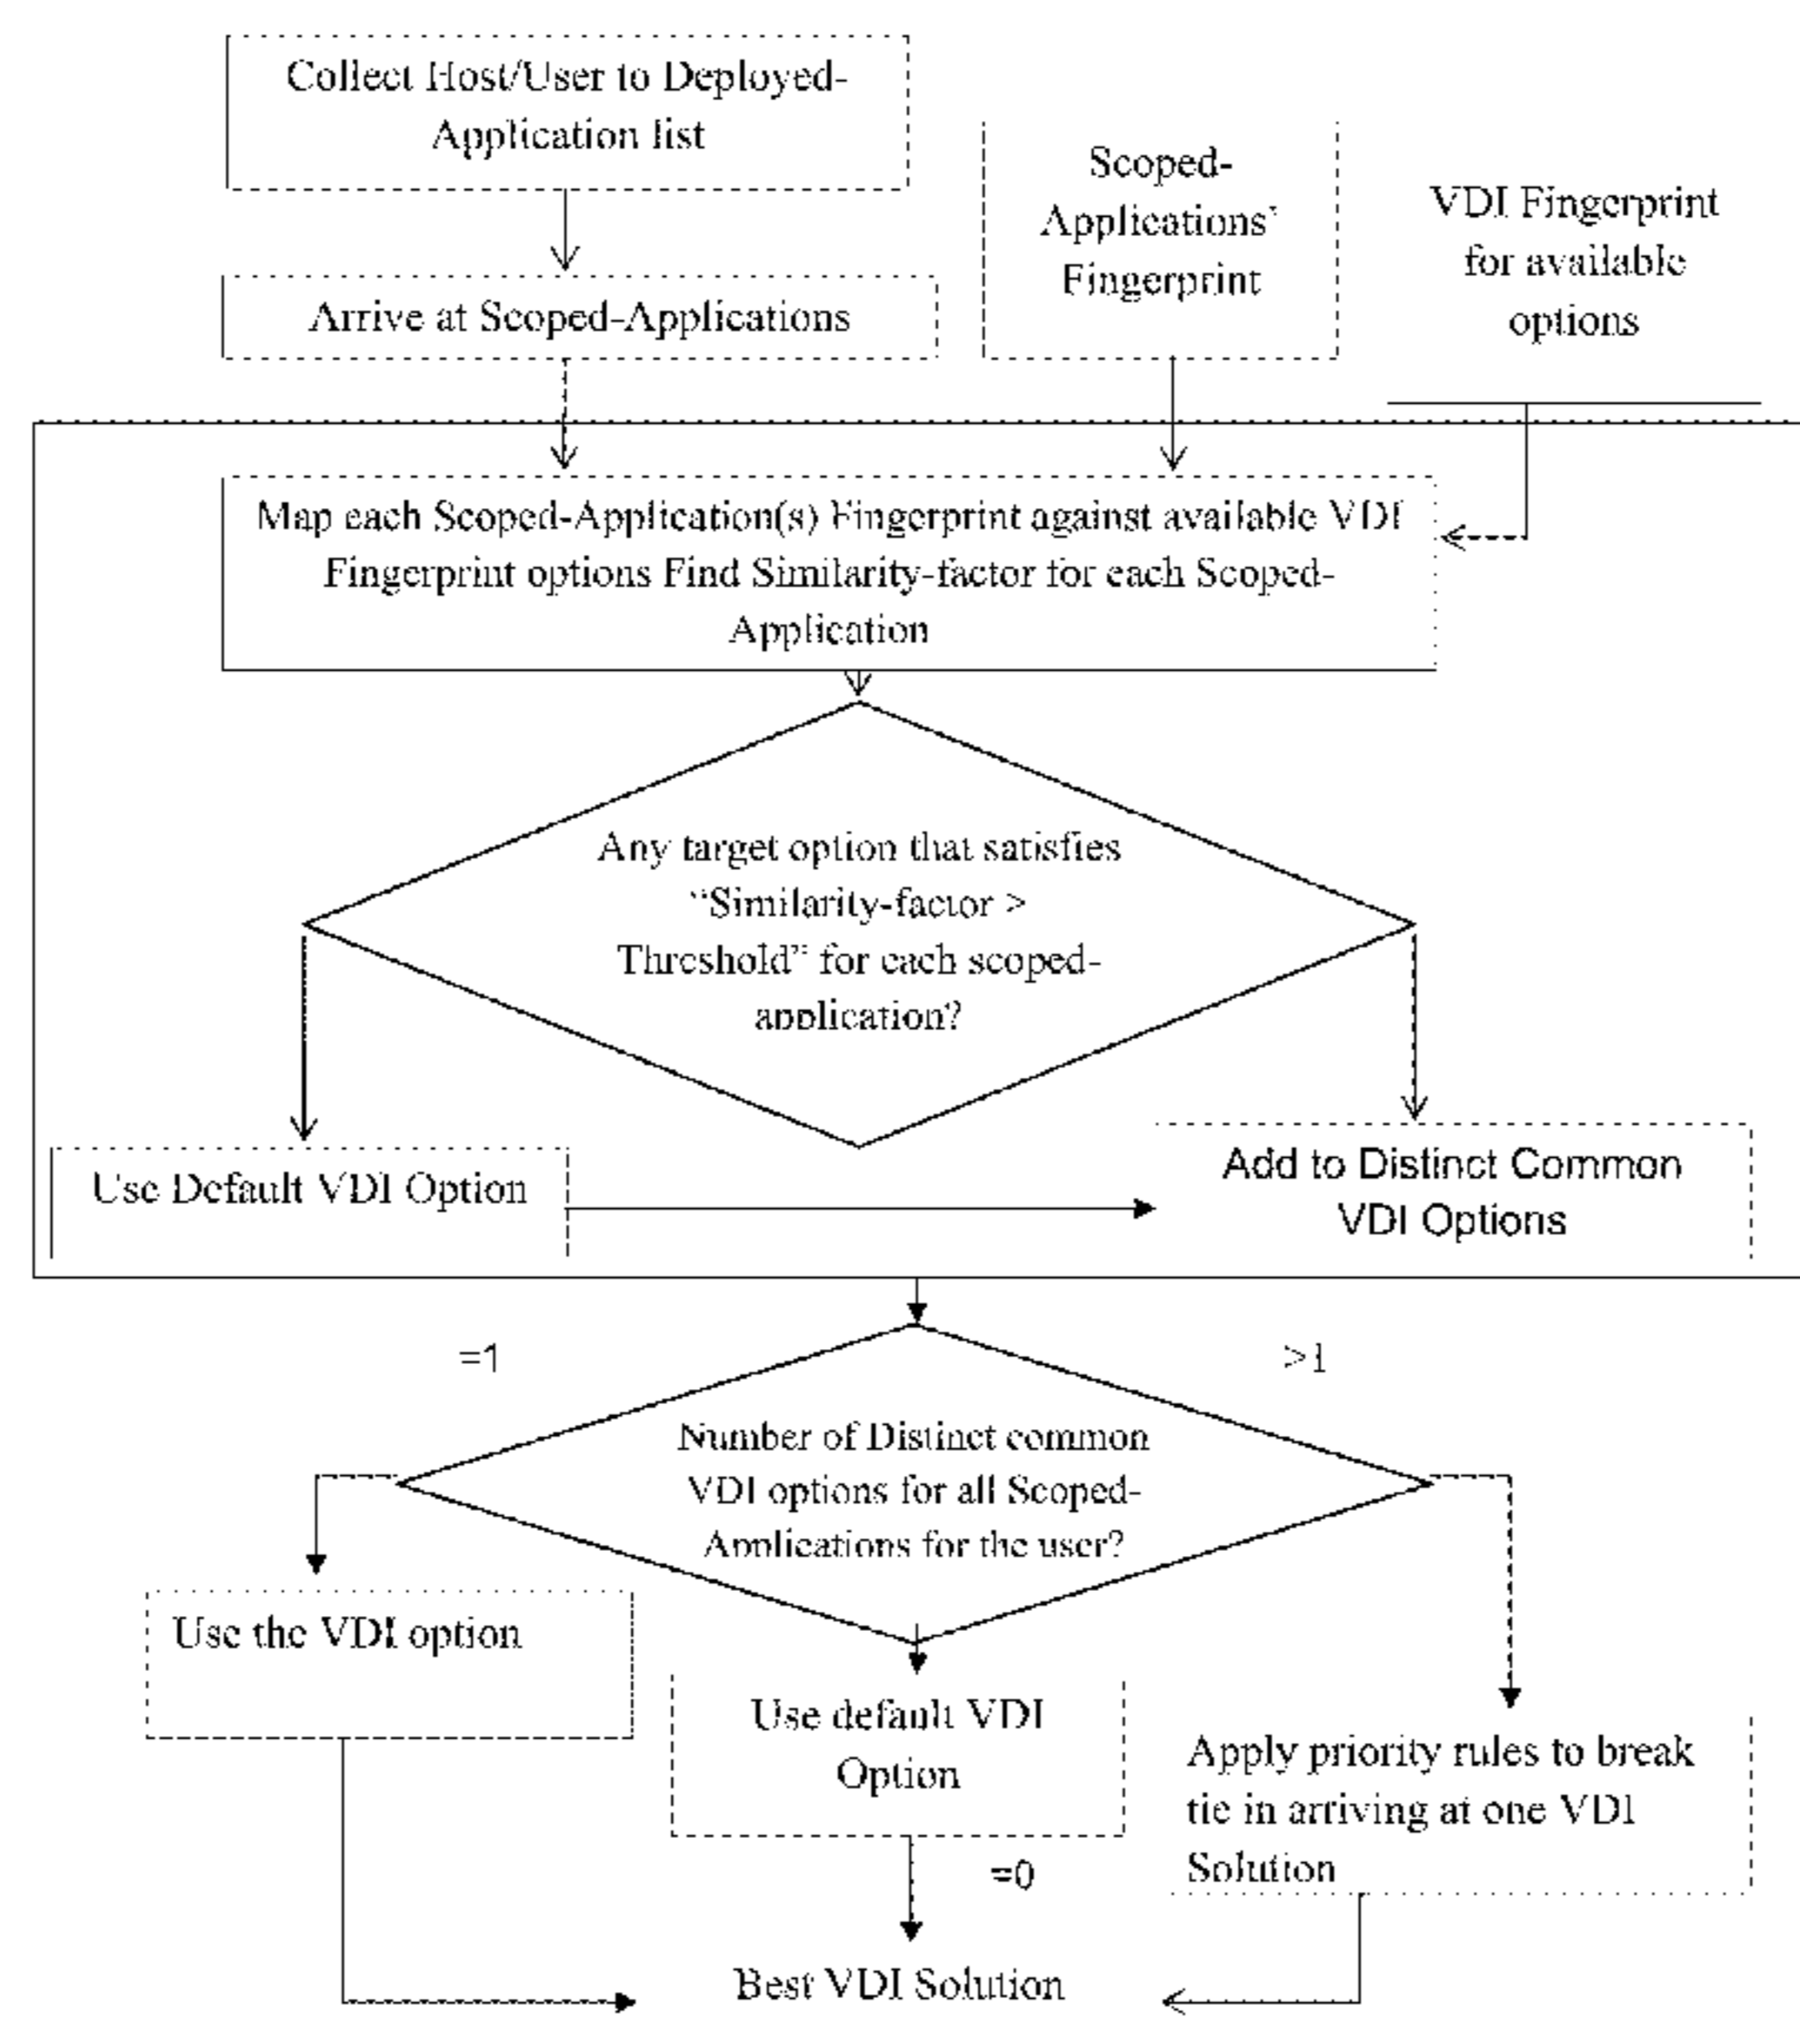 Collect Host/User to Deployed-
Application list
Scoped-
Applications'
Fingerprint
VDI Fingerprint
for available
options
Arrive at Scoped-Applications
Map each Scoped-Application(s) Fingerprint against available VDI
Fingerprint options Find Similarity-factor for each Scoped-
Application
Any target option that satisfies
“Similarity-factor >
Threshold” for each scoped-
application?
Use Default VDI Option
Add to Distinct Common
VDI Options
=1
>1
Number of Distinct common
VDI options for all Scoped-
Applications for the user?
Use the VDI option
Use default VDI
Option
Apply priority rules to break
tie in arriving at one VDI
Solution
=0
Best VDI Solution